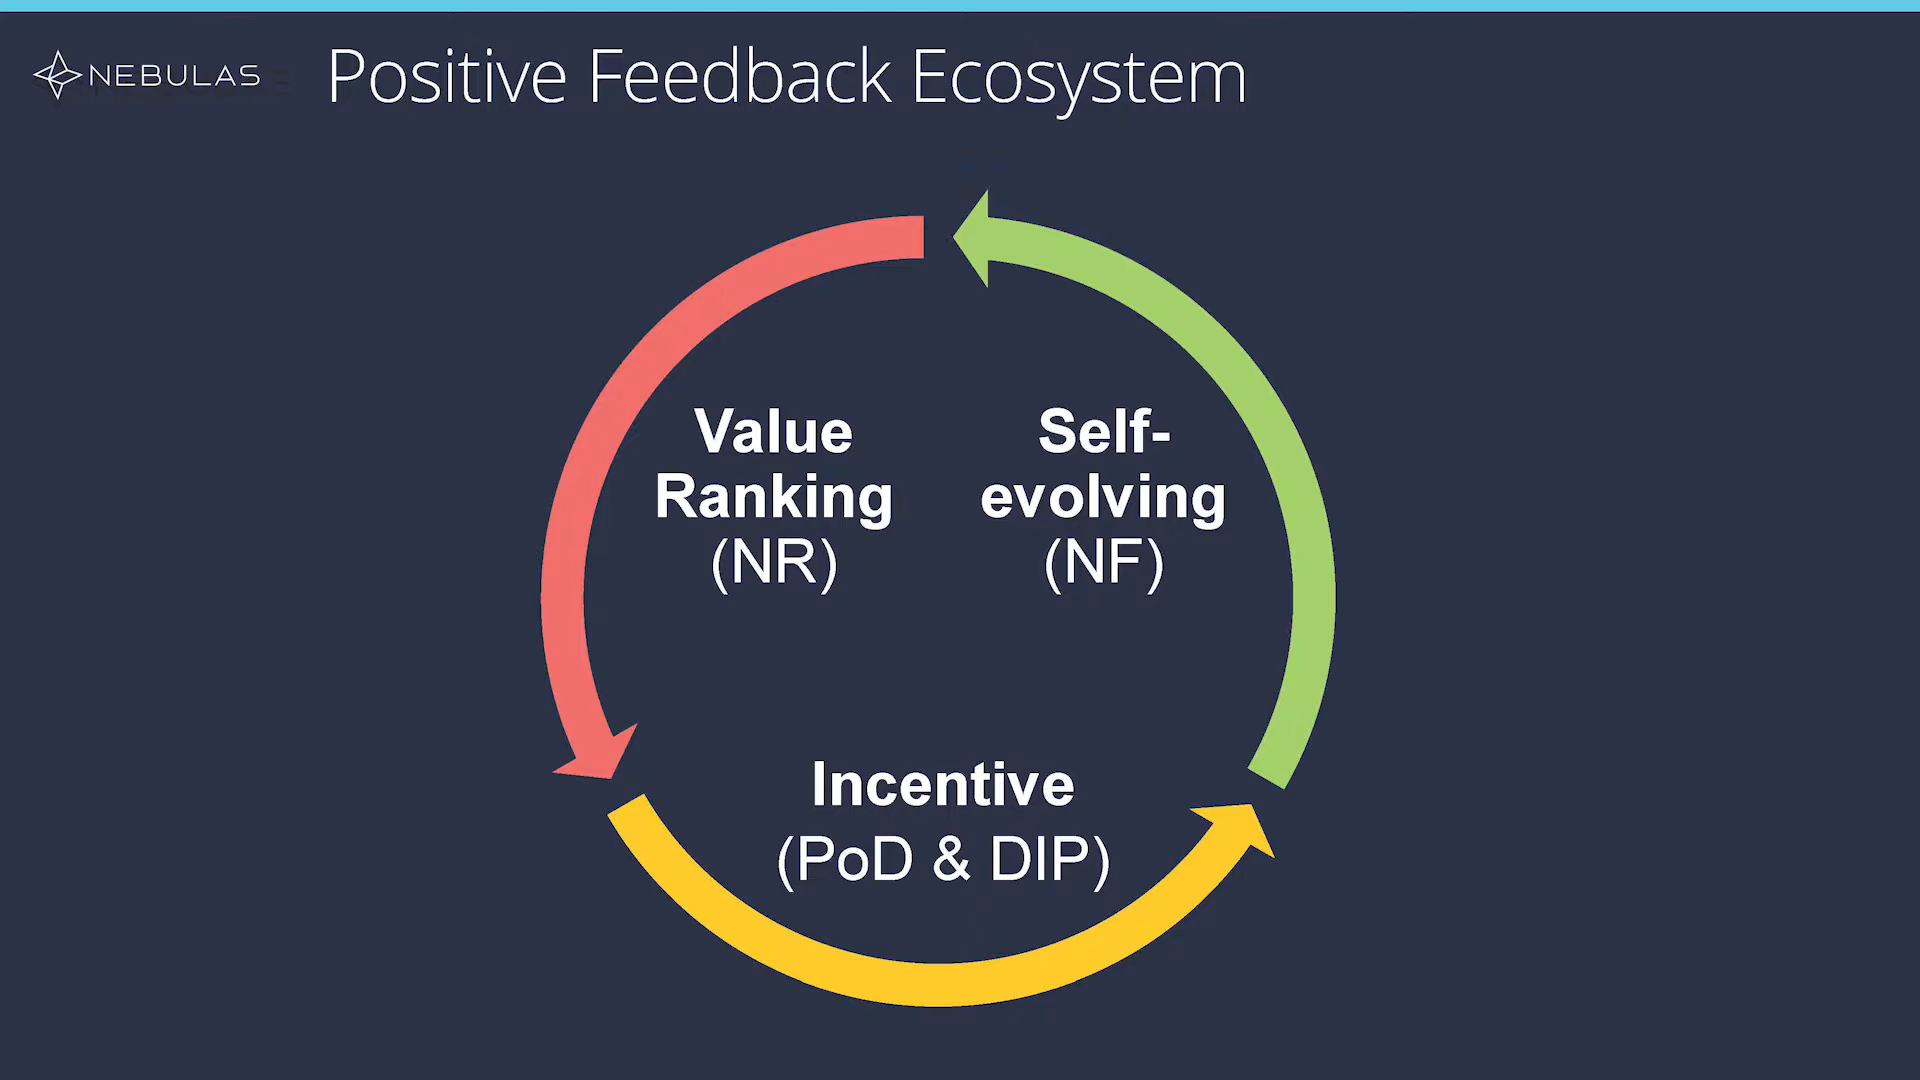 NEBULAS
Positive Feedback Ecosystem
Value
Ranking
(NR)
Self-
evolving
(NF)
Incentive
(PoD & DIP)